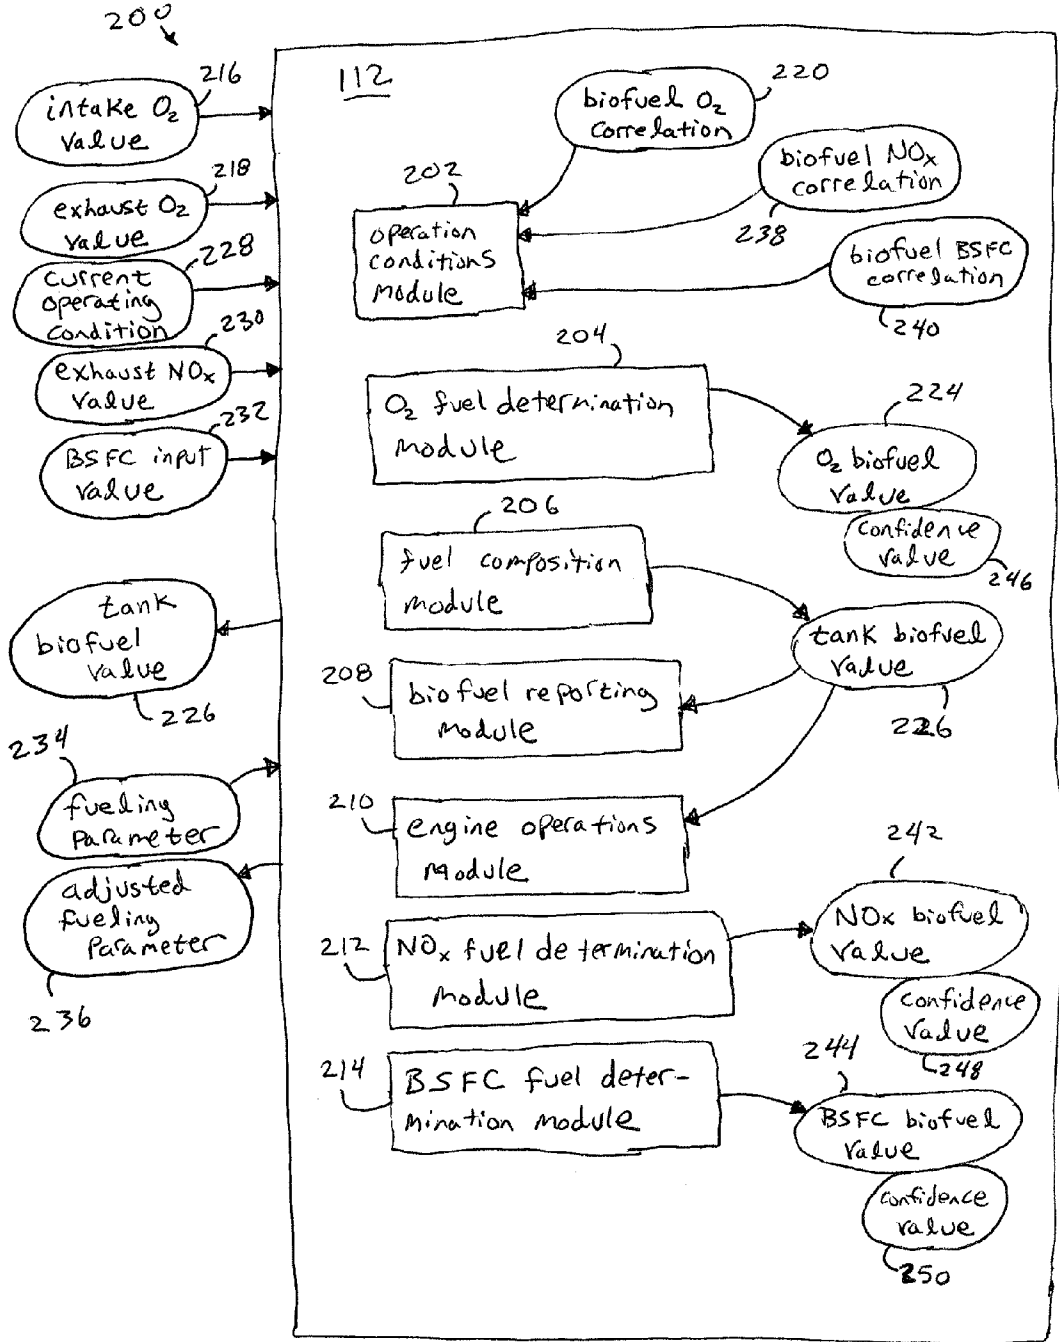 200
216
intake O₂
value
218
exhaust O₂
value
228
current
operating
condition
230
exhaust NOx
value
232
BSFC input
value
tank
biofuel
value
226
234
fueling
parameter
adjusted
fueling
parameter
236
112
220
biofuel O₂
correlation
biofuel NOx
correlation
238
biofuel BSFC
correlation
240
202
operation
conditions
module
204
O₂ fuel determination
module
224
O₂ biofuel
value
confidence
value
246
206
fuel composition
module
tank biofuel
value
226
208
biofuel reporting
module
210
engine operations
module
242
NOx biofuel
value
212
NOx fuel determination
module
confidence
value
248
214
BSFC fuel deter-
mination module
244
BSFC biofuel
value
confidence
value
250